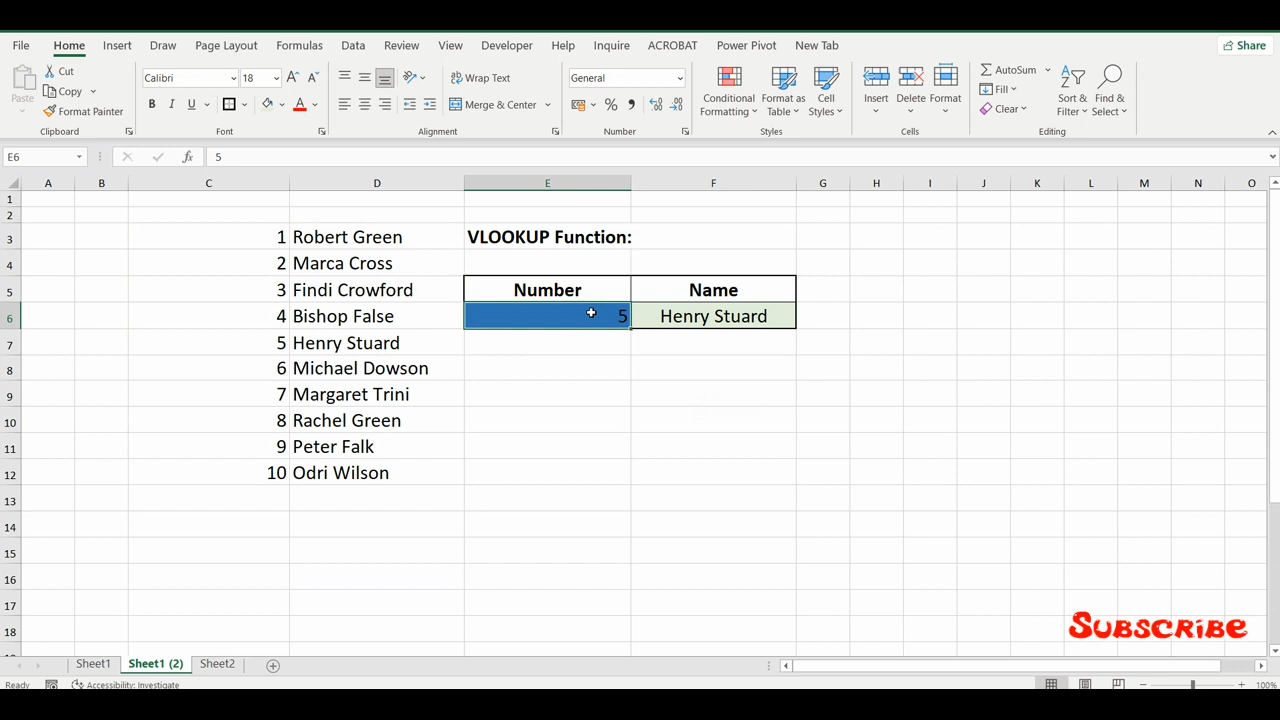 File Home Insert Draw Page Layout Formulas Data Review View Developer Help Inquire ACROBAT Power Pivot New Tab Share
Paste Cut Copy Format Painter
Calibri 18 A A Wrap Text General Conditional Formatting Format as Table Cell Styles Insert Delete Format AutoSum Fill Clear Sort & Filter Find & Select
B I U A Merge & Center % 9
Clipboard Font Alignment Number Styles Cells Editing
E6 fx 5
A B C D E F G H I J K L M N O
1
2
3 1 Robert Green VLOOKUP Function:
4 2 Marca Cross
5 3 Findi Crowford Number Name
6 4 Bishop False 5 Henry Stuard
7 5 Henry Stuard
8 6 Michael Dowson
9 7 Margaret Trini
10 8 Rachel Green
11 9 Peter Falk
12 10 Odri Wilson
13
14
15
16
17
18
Subscribe
Sheet1 Sheet1 (2) Sheet2
Ready Accessibility: Investigate 100%